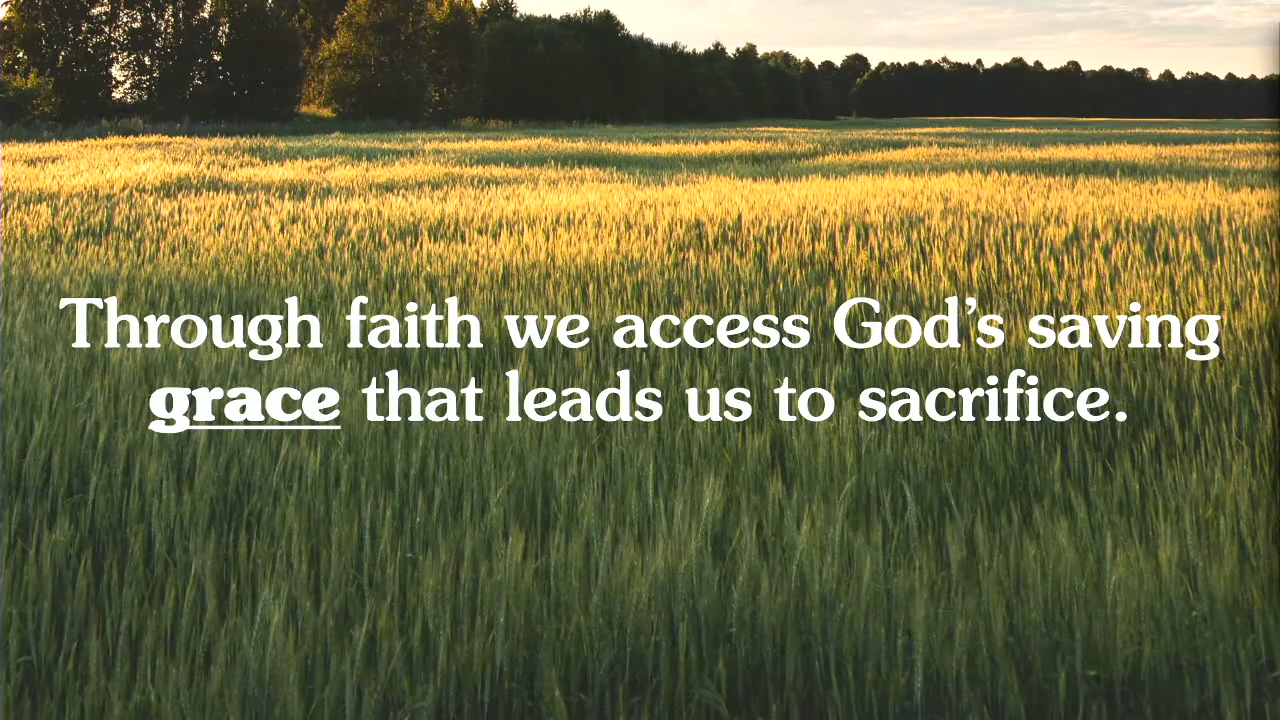 Through faith we access God’s saving
grace that leads us to sacrifice.